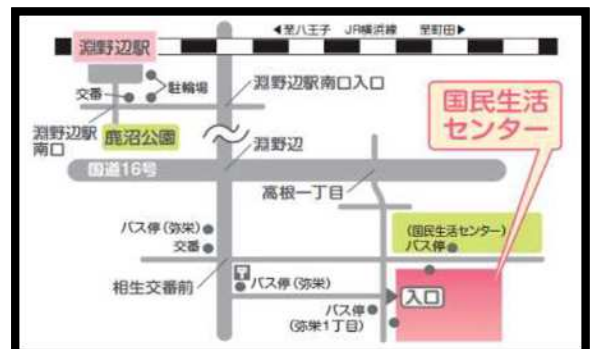 ◀至八王子 JR横浜線 至町田▶
淵野辺駅
駐輪場
交番
淵野辺駅南口入口
淵野辺駅
南口
鹿沼公園
淵野辺
国道16号
国民生活
センター
高根一丁目
バス停(弥栄)
交番
(国民生活センター)
バス停
相生交番前
〒
バス停(弥栄)
入口
バス停
(弥栄1丁目)